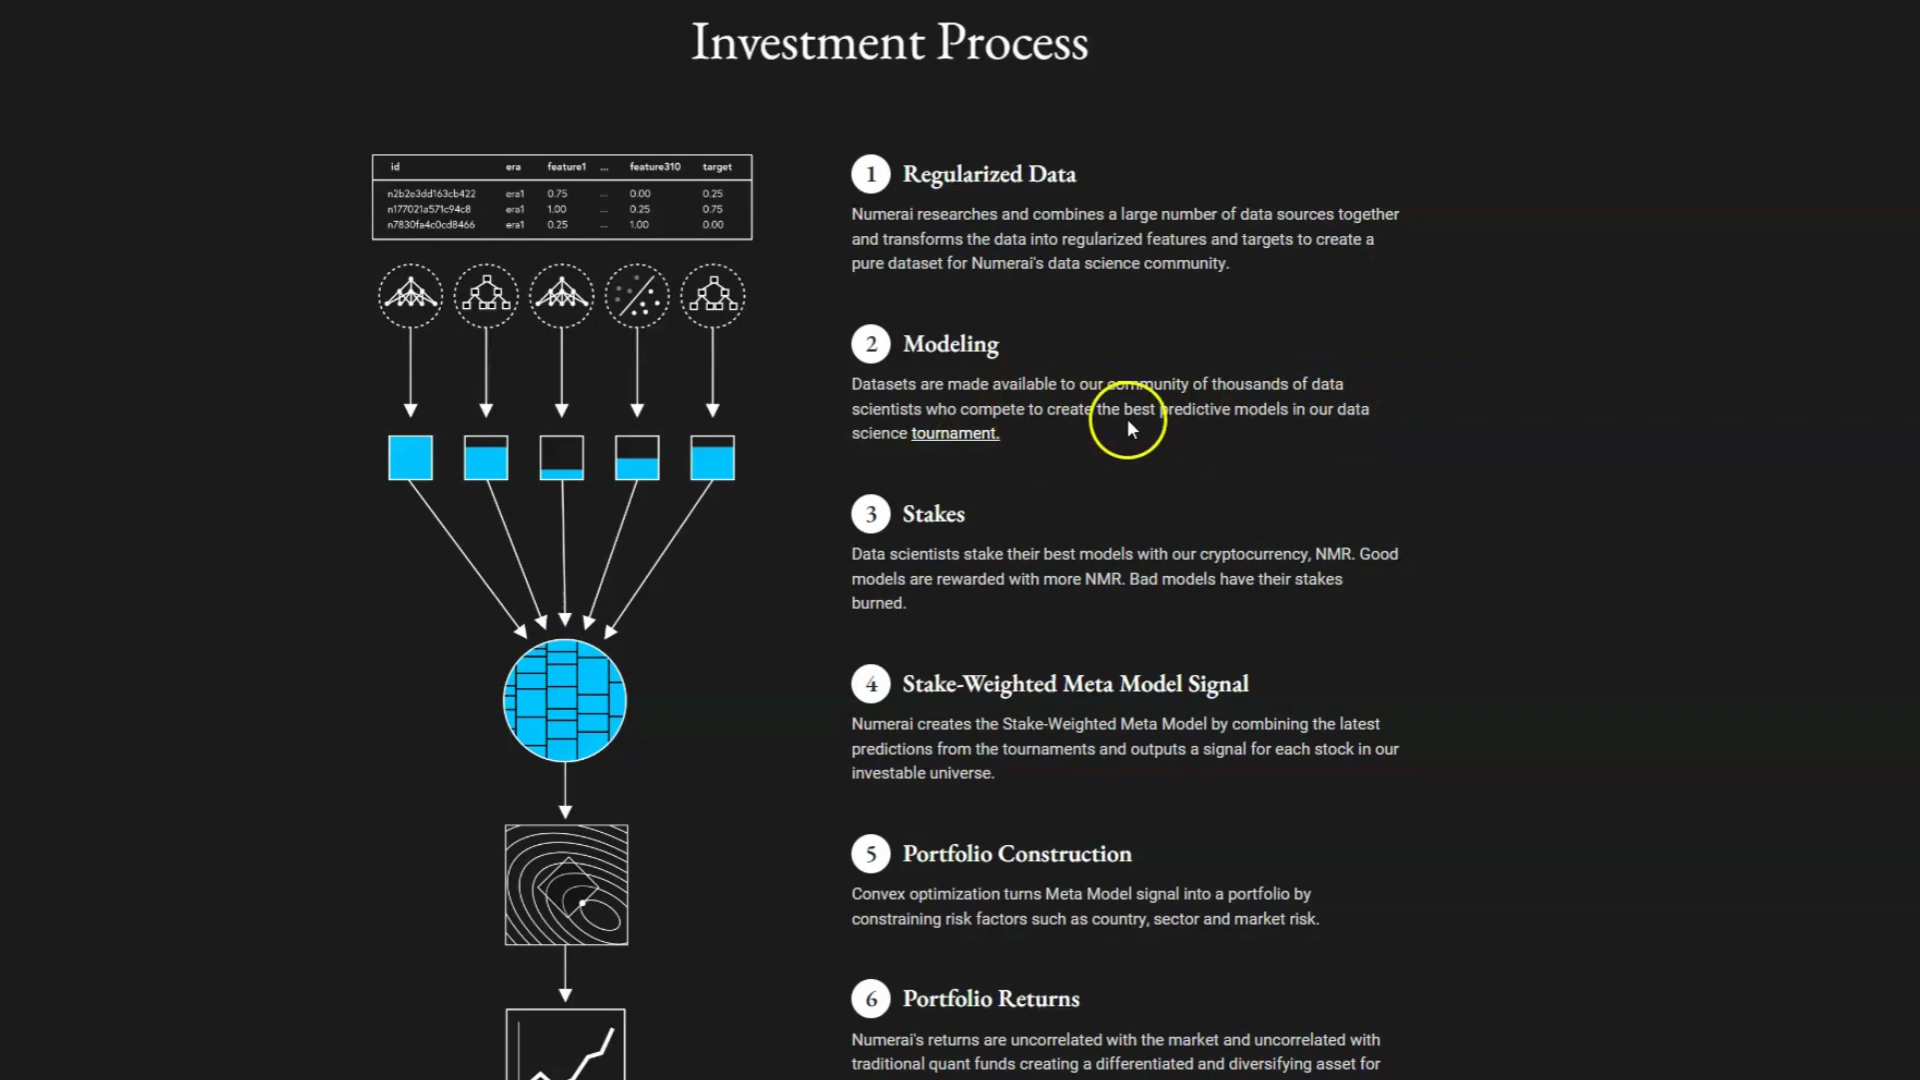 Investment Process
id era feature1 ... feature310 target
n2b2e3dd163cb422 era1 0.75 ... 0.00 0.25
n177021a571c94c8 era1 1.00 ... 0.25 0.75
n7830fa4c0cd8466 era1 0.25 ... 1.00 0.00
1 Regularized Data
Numerai researches and combines a large number of data sources together
and transforms the data into regularized features and targets to create a
pure dataset for Numerai's data science community.
2 Modeling
Datasets are made available to our community of thousands of data
scientists who compete to create the best predictive models in our data
science tournament.
3 Stakes
Data scientists stake their best models with our cryptocurrency, NMR. Good
models are rewarded with more NMR. Bad models have their stakes
burned.
4 Stake-Weighted Meta Model Signal
Numerai creates the Stake-Weighted Meta Model by combining the latest
predictions from the tournaments and outputs a signal for each stock in our
investable universe.
5 Portfolio Construction
Convex optimization turns Meta Model signal into a portfolio by
constraining risk factors such as country, sector and market risk.
6 Portfolio Returns
Numerai's returns are uncorrelated with the market and uncorrelated with
traditional quant funds creating a differentiated and diversifying asset for